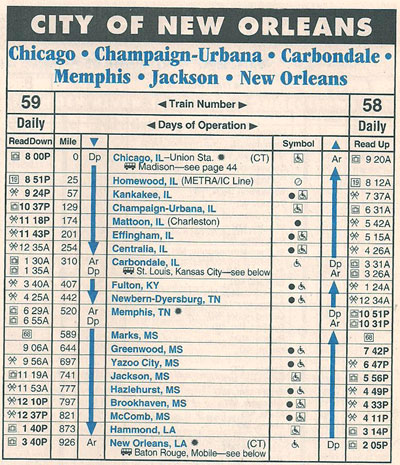 CITY OF NEW ORLEANS
Chicago • Champaign-Urbana • Carbondale •
Memphis • Jackson • New Orleans
59 ◄ Train Number ► 58
Daily ◄ Days of Operation ► Daily
Read Down Mile ▼ Symbol ▲ Read Up
8 00P 0 Dp Chicago, IL–Union Sta. (CT) Ar 9 20A
Madison—see page 44
19 8 51P 25 Homewood, IL (METRA/IC Line) 19 8 12A
9 24P 57 Kankakee, IL 7 37A
10 37P 129 Champaign-Urbana, IL 6 31A
11 18P 174 Mattoon, IL (Charleston) 5 42A
11 43P 201 Effingham, IL 5 15A
12 35A 254 Centralia, IL 4 26A
1 30A 310 Ar Carbondale, IL Dp 3 31A
1 35A Dp St. Louis, Kansas City—see below Ar 3 26A
3 40A 407 Fulton, KY 1 24A
4 25A 442 Newbern-Dyersburg, TN 12 34A
6 29A 520 Ar Memphis, TN Dp 10 51P
6 55A Dp Ar 10 31P
68 589 Marks, MS 68
9 06A 644 Greenwood, MS 7 42P
9 56A 697 Yazoo City, MS 6 47P
11 19A 741 Jackson, MS 5 56P
11 53A 777 Hazlehurst, MS 4 49P
12 10P 797 Brookhaven, MS 4 33P
12 37P 821 McComb, MS 4 11P
1 40P 873 Hammond, LA 3 14P
3 40P 926 Ar New Orleans, LA (CT) Dp 2 05P
Baton Rouge, Mobile—see below